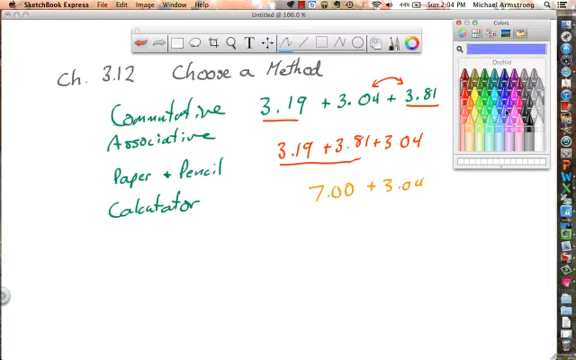 SketchBook Express File Edit Image Window 44% Sun 2:04 PM Michael Armstrong
Untitled @ 100.0 %
Colors
Orchid
Ch. 3.12 Choose a Method
Commutative 3.19 + 3.04 + 3.81
Associative 3.19 + 3.81 + 3.04
Paper + Pencil 7.00 + 3.04
Calcutator